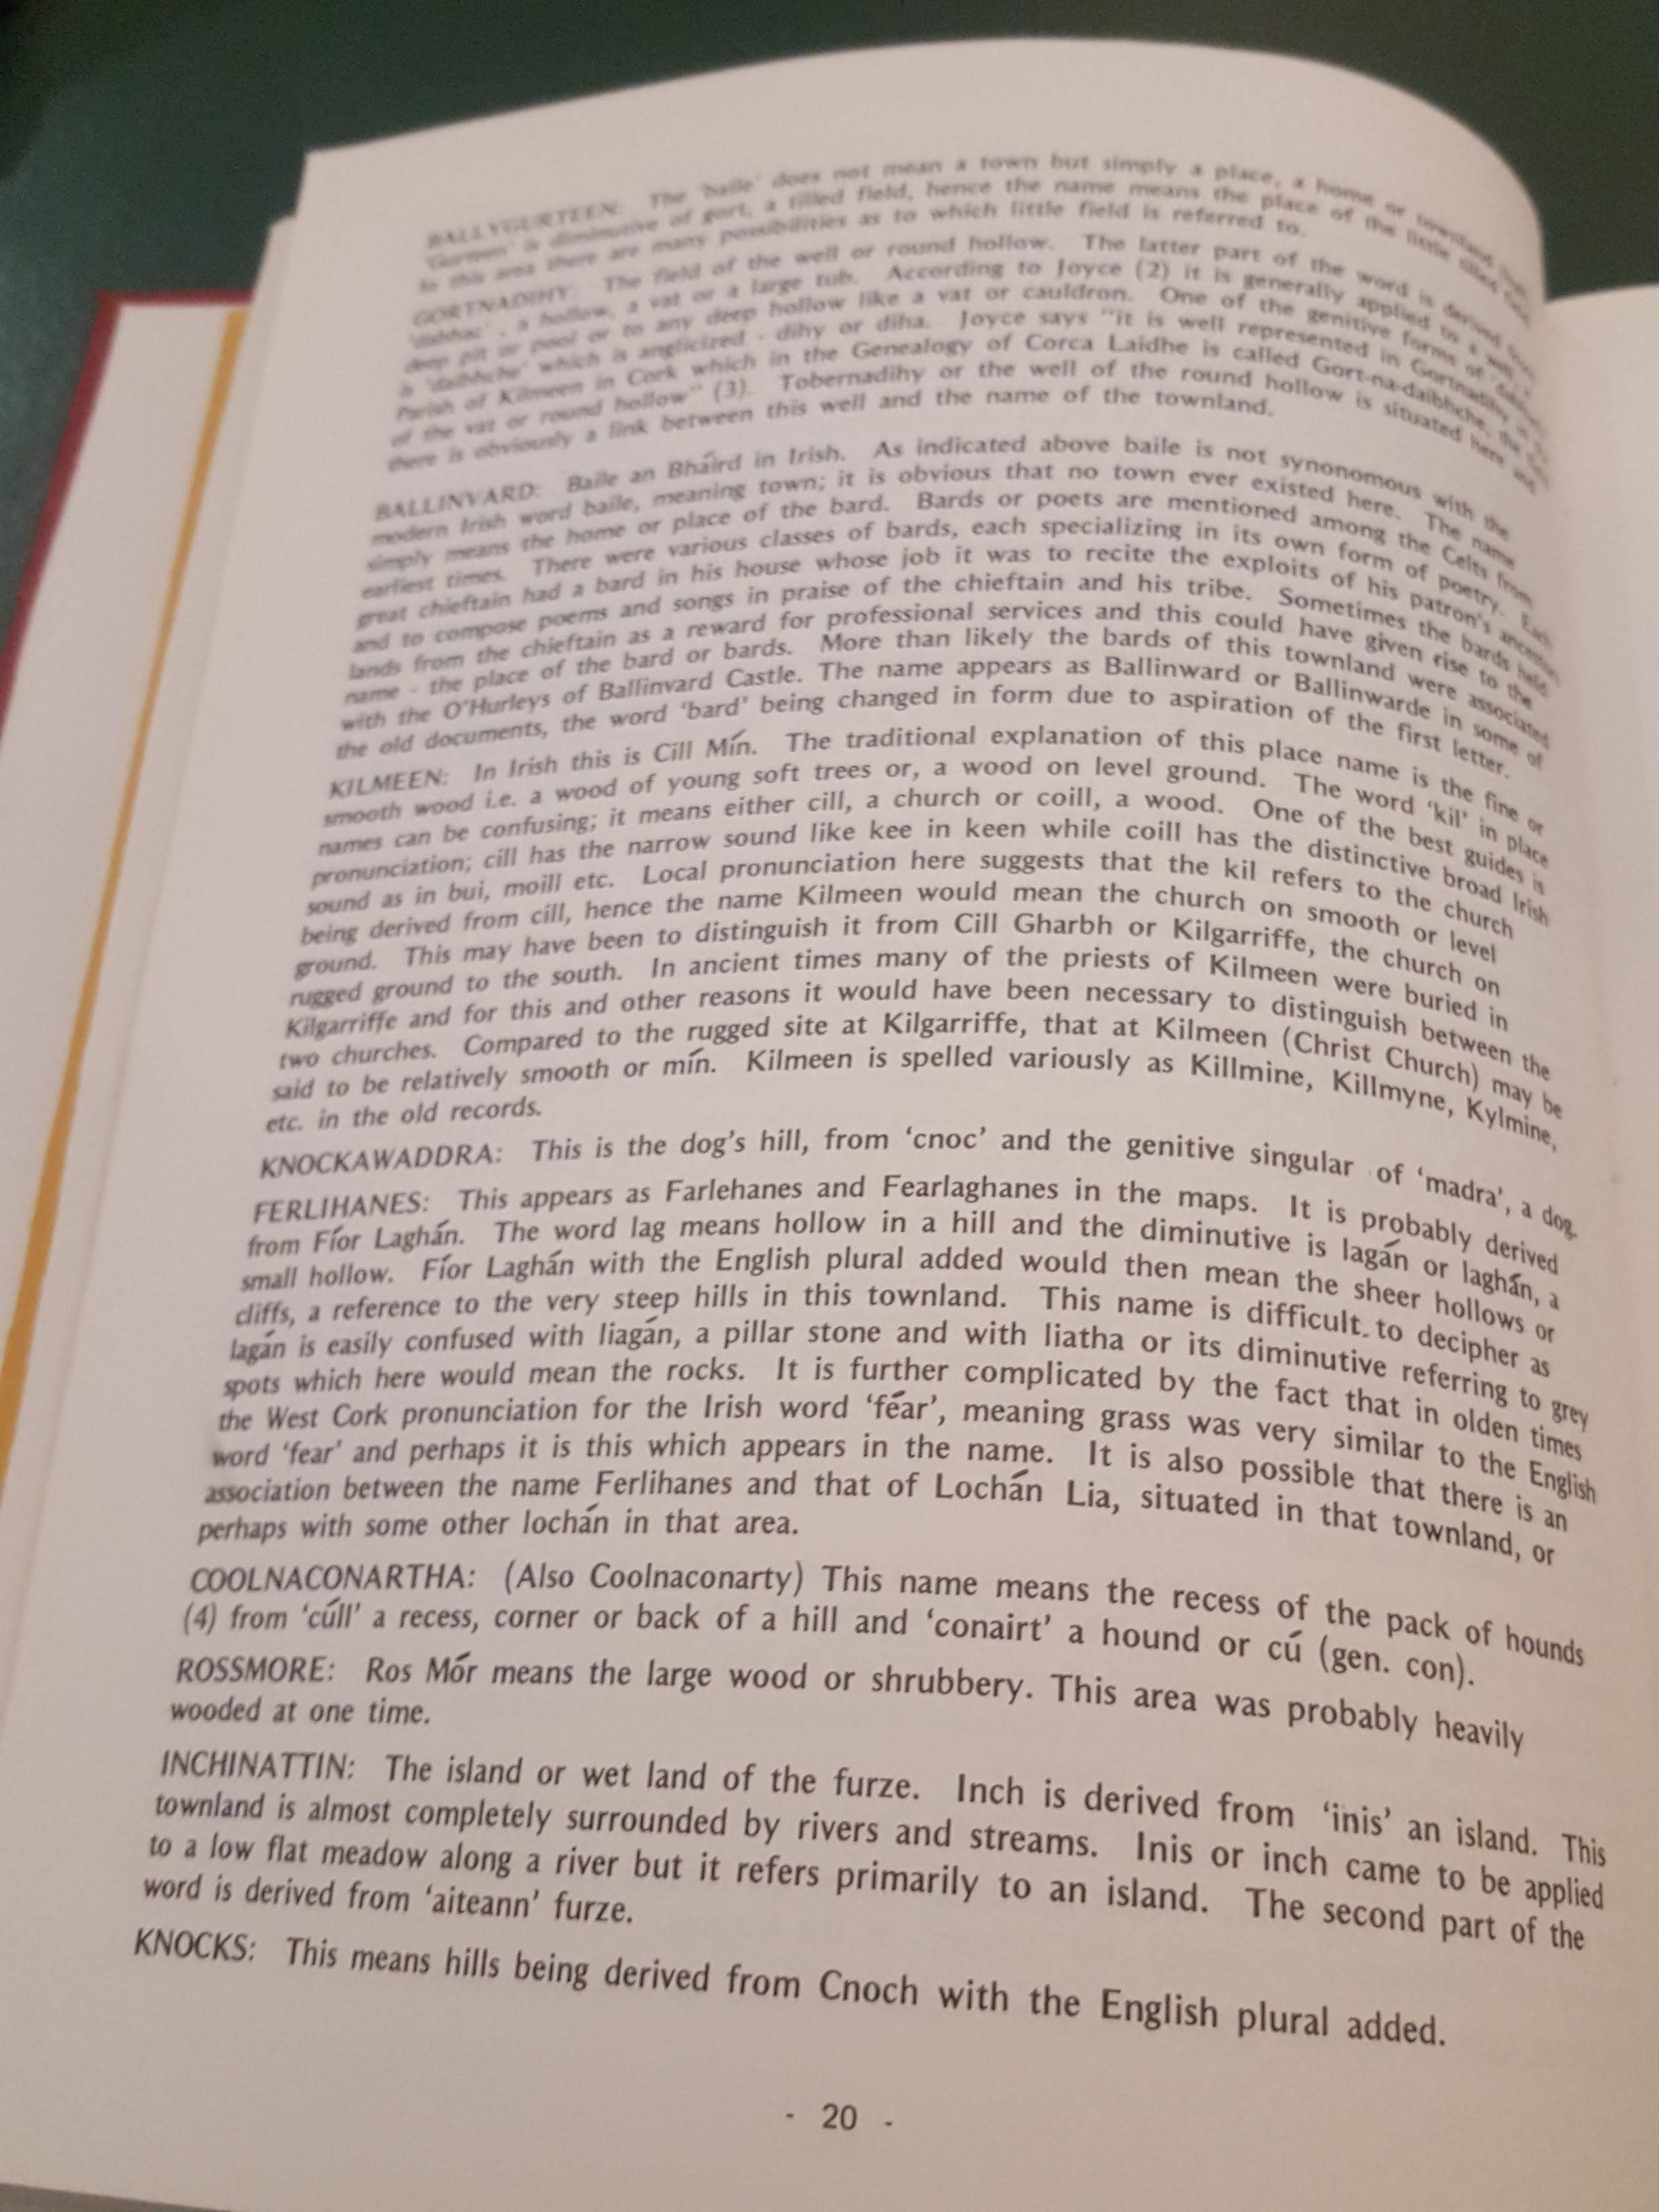 BALLYGURTEEN: The 'baile' does not mean a town but simply a place, a home or townland
'Gurteen' is diminutive of gort, a tilled field, hence the name means the place of the little tilled field
In this area there are many possibilities as to which little field is referred to.
GORTNADIHY: The field of the well or round hollow. The latter part of the word is derived from
'dabhac' - a hollow, a vat or a large tub. According to Joyce (2) it is generally applied to a well, a
deep pit or pool or to any deep hollow like a vat or cauldron. One of the genitive forms of
is 'daibhche' which is anglicized - dihy or diha. Joyce says "it is well represented in Gortnadihy in
Parish of Kilmeen in Cork which in the Genealogy of Corca Laidhe is called Gort-na-daibhche, the field
of the vat or round hollow" (3). Tobernadihy or the well of the round hollow is situated here and
there is obviously a link between this well and the name of the townland.
BALLINVARD: Baile an Bháird in Irish. As indicated above baile is not synonomous with the
modern Irish word baile, meaning town; it is obvious that no town ever existed here. The name
simply means the home or place of the bard. Bards or poets are mentioned among the Celts from
earliest times. There were various classes of bards, each specializing in its own form of poetry. Each
great chieftain had a bard in his house whose job it was to recite the exploits of his patron's ancestors
and to compose poems and songs in praise of the chieftain and his tribe. Sometimes the bards held
lands from the chieftain as a reward for professional services and this could have given rise to the
name - the place of the bard or bards. More than likely the bards of this townland were associated
with the O'Hurleys of Ballinvard Castle. The name appears as Ballinward or Ballinwarde in some of
the old documents, the word 'bard' being changed in form due to aspiration of the first letter.
KILMEEN: In Irish this is Cill Mín. The traditional explanation of this place name is the fine or
smooth wood i.e. a wood of young soft trees or, a wood on level ground. The word 'kil' in place
names can be confusing; it means either cill, a church or coill, a wood. One of the best guides is
pronunciation; cill has the narrow sound like kee in keen while coill has the distinctive broad Irish
sound as in bui, moill etc. Local pronunciation here suggests that the kil refers to the church
being derived from cill, hence the name Kilmeen would mean the church on smooth or level
ground. This may have been to distinguish it from Cill Gharbh or Kilgarriffe, the church on
rugged ground to the south. In ancient times many of the priests of Kilmeen were buried in
Kilgarriffe and for this and other reasons it would have been necessary to distinguish between the
two churches. Compared to the rugged site at Kilgarriffe, that at Kilmeen (Christ Church) may be
said to be relatively smooth or mín. Kilmeen is spelled variously as Killmine, Killmyne, Kylmine,
etc. in the old records.
KNOCKAWADDRA: This is the dog's hill, from 'cnoc' and the genitive singular of 'madra', a dog.
FERLIHANES: This appears as Farlehanes and Fearlaghanes in the maps. It is probably derived
from Fíor Laghán. The word lag means hollow in a hill and the diminutive is lagán or laghán, a
small hollow. Fíor Laghán with the English plural added would then mean the sheer hollows or
cliffs, a reference to the very steep hills in this townland. This name is difficult to decipher as
lagán is easily confused with liagán, a pillar stone and with liatha or its diminutive referring to grey
spots which here would mean the rocks. It is further complicated by the fact that in olden times
the West Cork pronunciation for the Irish word 'féar', meaning grass was very similar to the English
word 'fear' and perhaps it is this which appears in the name. It is also possible that there is an
association between the name Ferlihanes and that of Lochán Lia, situated in that townland, or
perhaps with some other lochán in that area.
COOLNACONARTHA: (Also Coolnaconarty) This name means the recess of the pack of hounds
(4) from 'cúll' a recess, corner or back of a hill and 'conairt' a hound or cú (gen. con).
ROSSMORE: Ros Mór means the large wood or shrubbery. This area was probably heavily
wooded at one time.
INCHINATTIN: The island or wet land of the furze. Inch is derived from 'inis' an island. This
townland is almost completely surrounded by rivers and streams. Inis or inch came to be applied
to a low flat meadow along a river but it refers primarily to an island. The second part of the
word is derived from 'aiteann' furze.
KNOCKS: This means hills being derived from Cnoch with the English plural added.
- 20 -